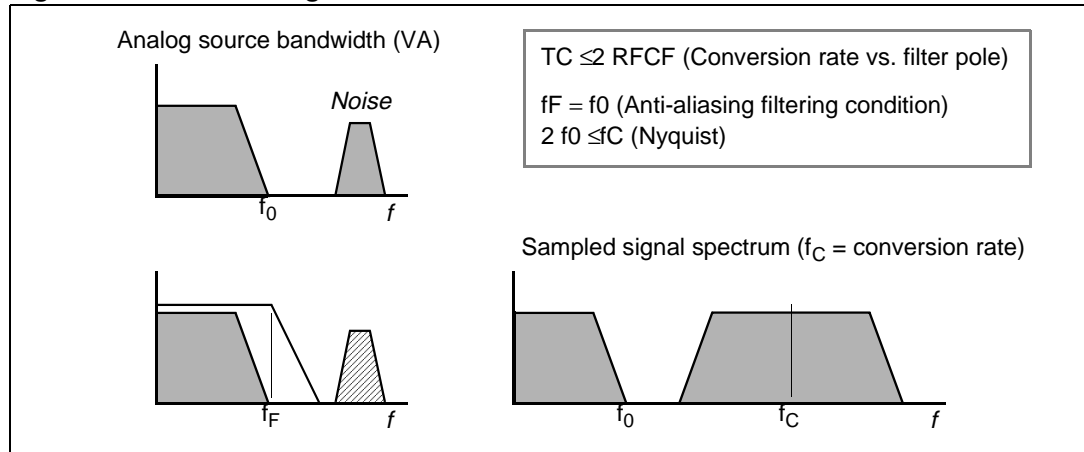 Analog source bandwidth (VA)
Noise
f0
f
TC ≤2 RFCF (Conversion rate vs. filter pole)
fF = f0 (Anti-aliasing filtering condition)
2 f0 ≤fC (Nyquist)
Sampled signal spectrum (fC = conversion rate)
fF
f
f0
fC
f